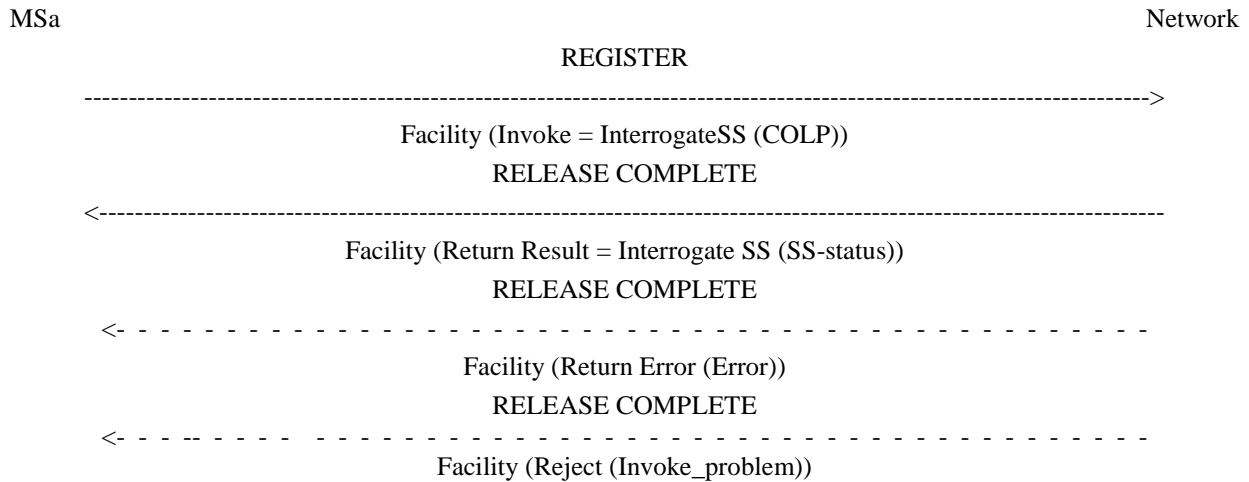 MSa Network
REGISTER
------------------------------------------------------------------------------------------------------------------------>
Facility (Invoke = InterrogateSS (COLP))
RELEASE COMPLETE
<------------------------------------------------------------------------------------------------------------------------
Facility (Return Result = Interrogate SS (SS-status))
RELEASE COMPLETE
<- - - - - - - - - - - - - - - - - - - - - - - - - - - - - - - - - - - - - - - - - - - - - - - -
Facility (Return Error (Error))
RELEASE COMPLETE
<- - - -- - - - - - - - - - - - - - - - - - - - - - - - - - - - - - - - - - - - - - - - - - - -
Facility (Reject (Invoke_problem))